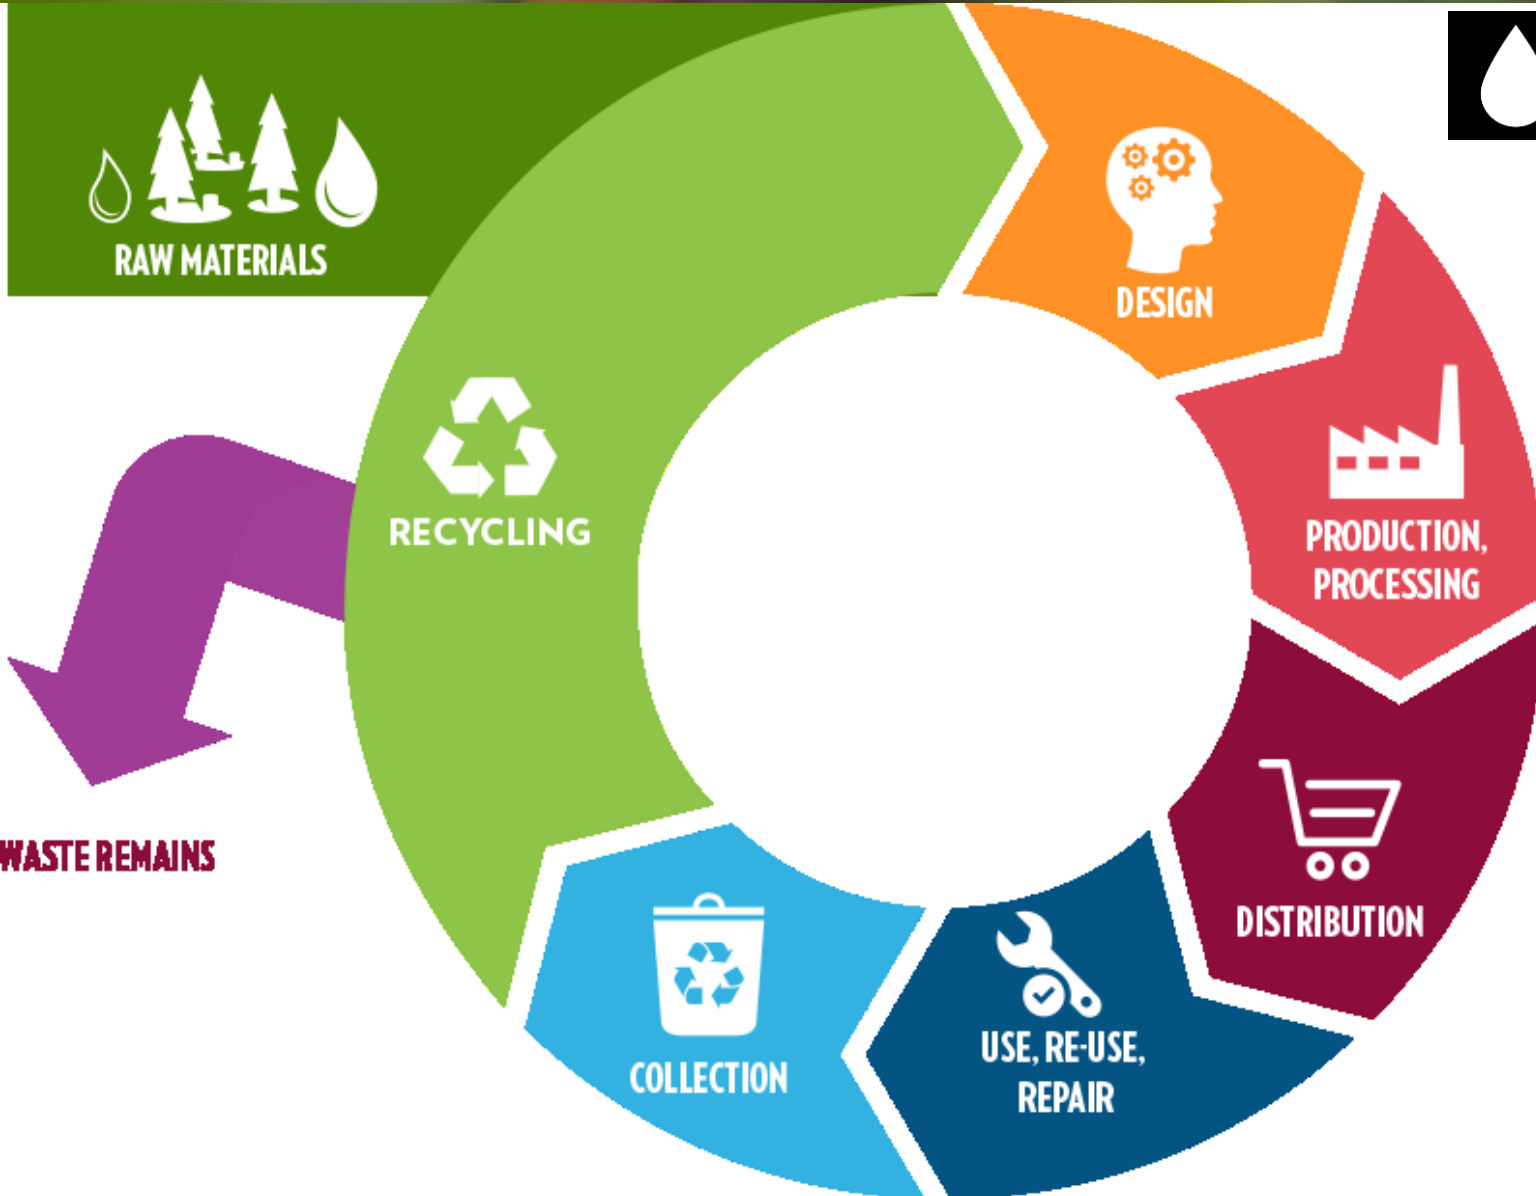 RAW MATERIALS
DESIGN
RECYCLING
PRODUCTION,
PROCESSING
WASTE REMAINS
DISTRIBUTION
COLLECTION
USE, RE-USE,
REPAIR